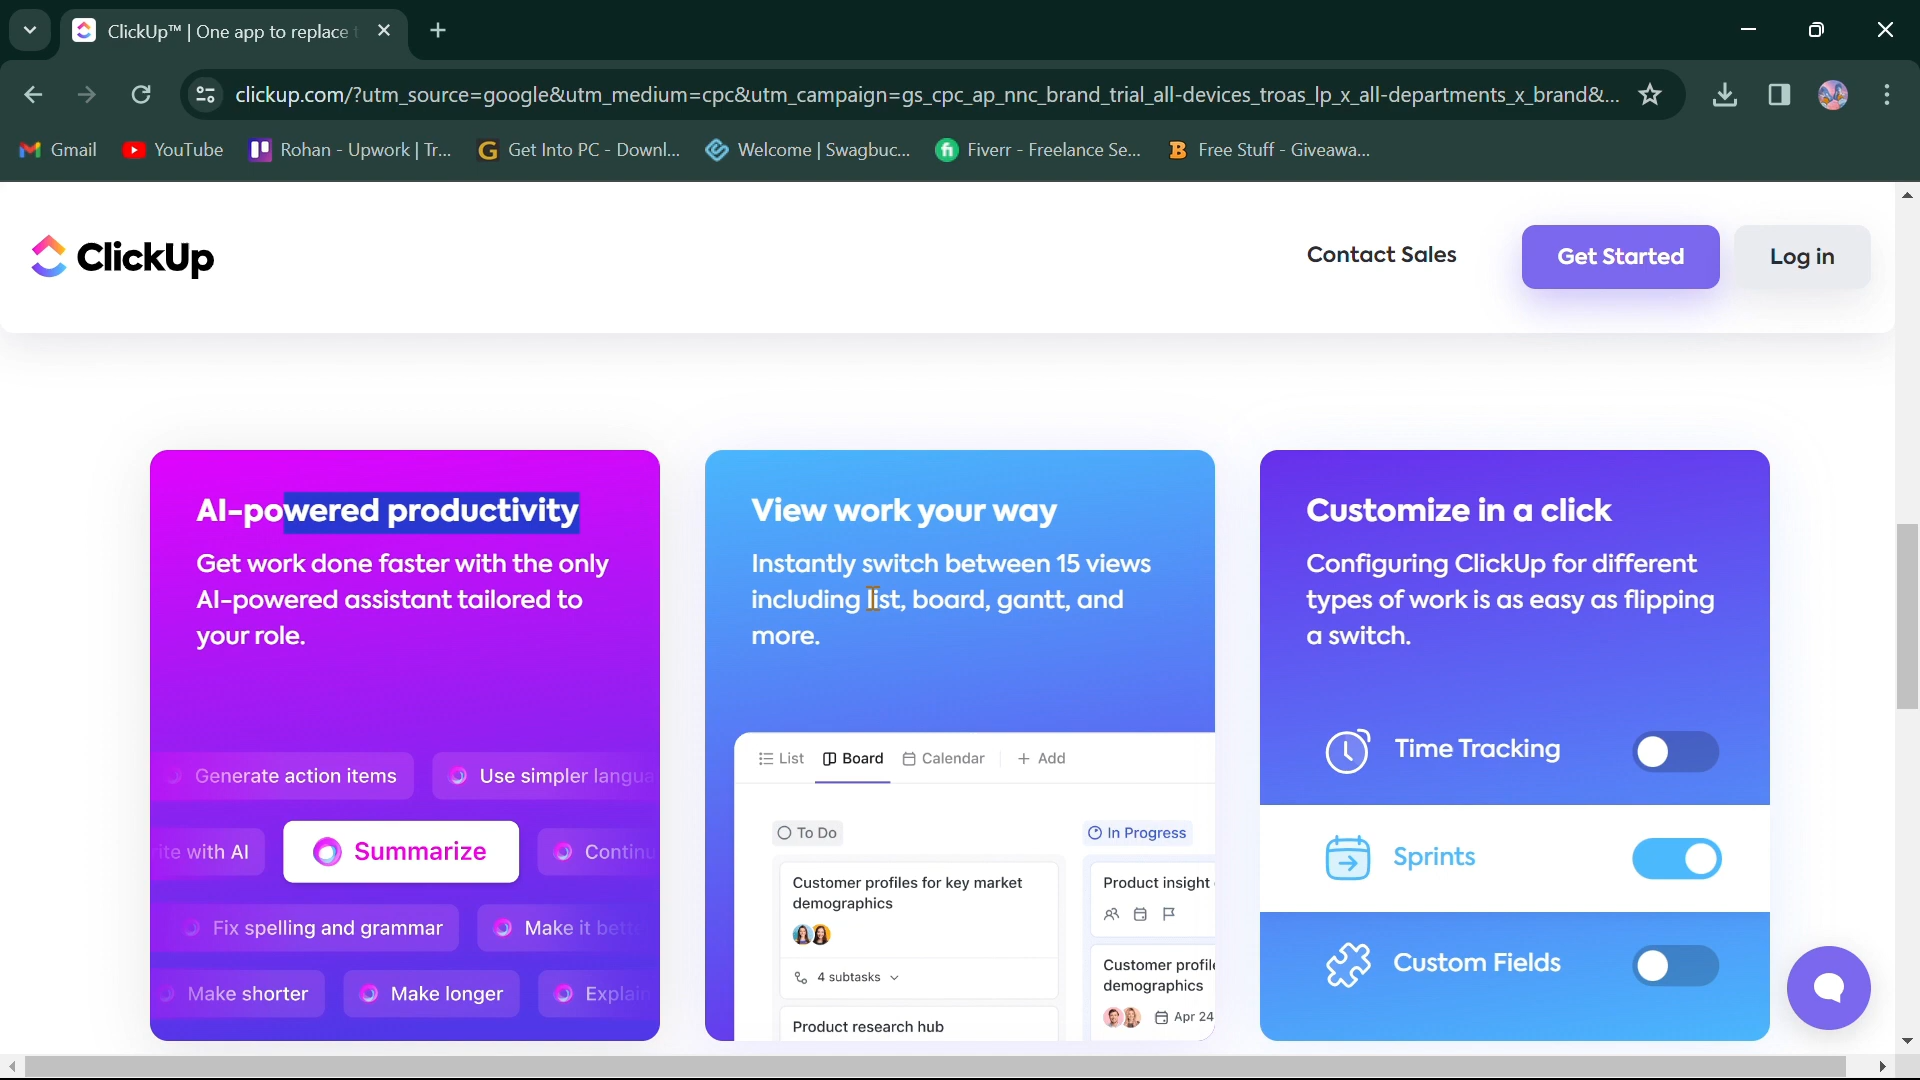 ClickUp™ | One app to replace
clickup.com/?utm_source=google&utm_medium=cpc&utm_campaign=gs_cpc_ap_nnc_brand_trial_all-devices_troas_lp_x_all-departments_x_brand&...
Gmail YouTube Rohan - Upwork | Tr... Get Into PC - Downl... Welcome | Swagbuc... Fiverr - Freelance Se... Free Stuff - Giveawa...
ClickUp Contact Sales Get Started Log in
AI-powered productivity
Get work done faster with the only
AI-powered assistant tailored to
your role.
Generate action items Use simpler langua
ite with AI Summarize Continu
Fix spelling and grammar Make it bett
Make shorter Make longer Explain
View work your way
Instantly switch between 15 views
including list, board, gantt, and
more.
List Board Calendar + Add
To Do In Progress
Customer profiles for key market
demographics
4 subtasks
Product research hub
Product insight
Customer profile
demographics
Apr 24
Customize in a click
Configuring ClickUp for different
types of work is as easy as flipping
a switch.
Time Tracking
Sprints
Custom Fields